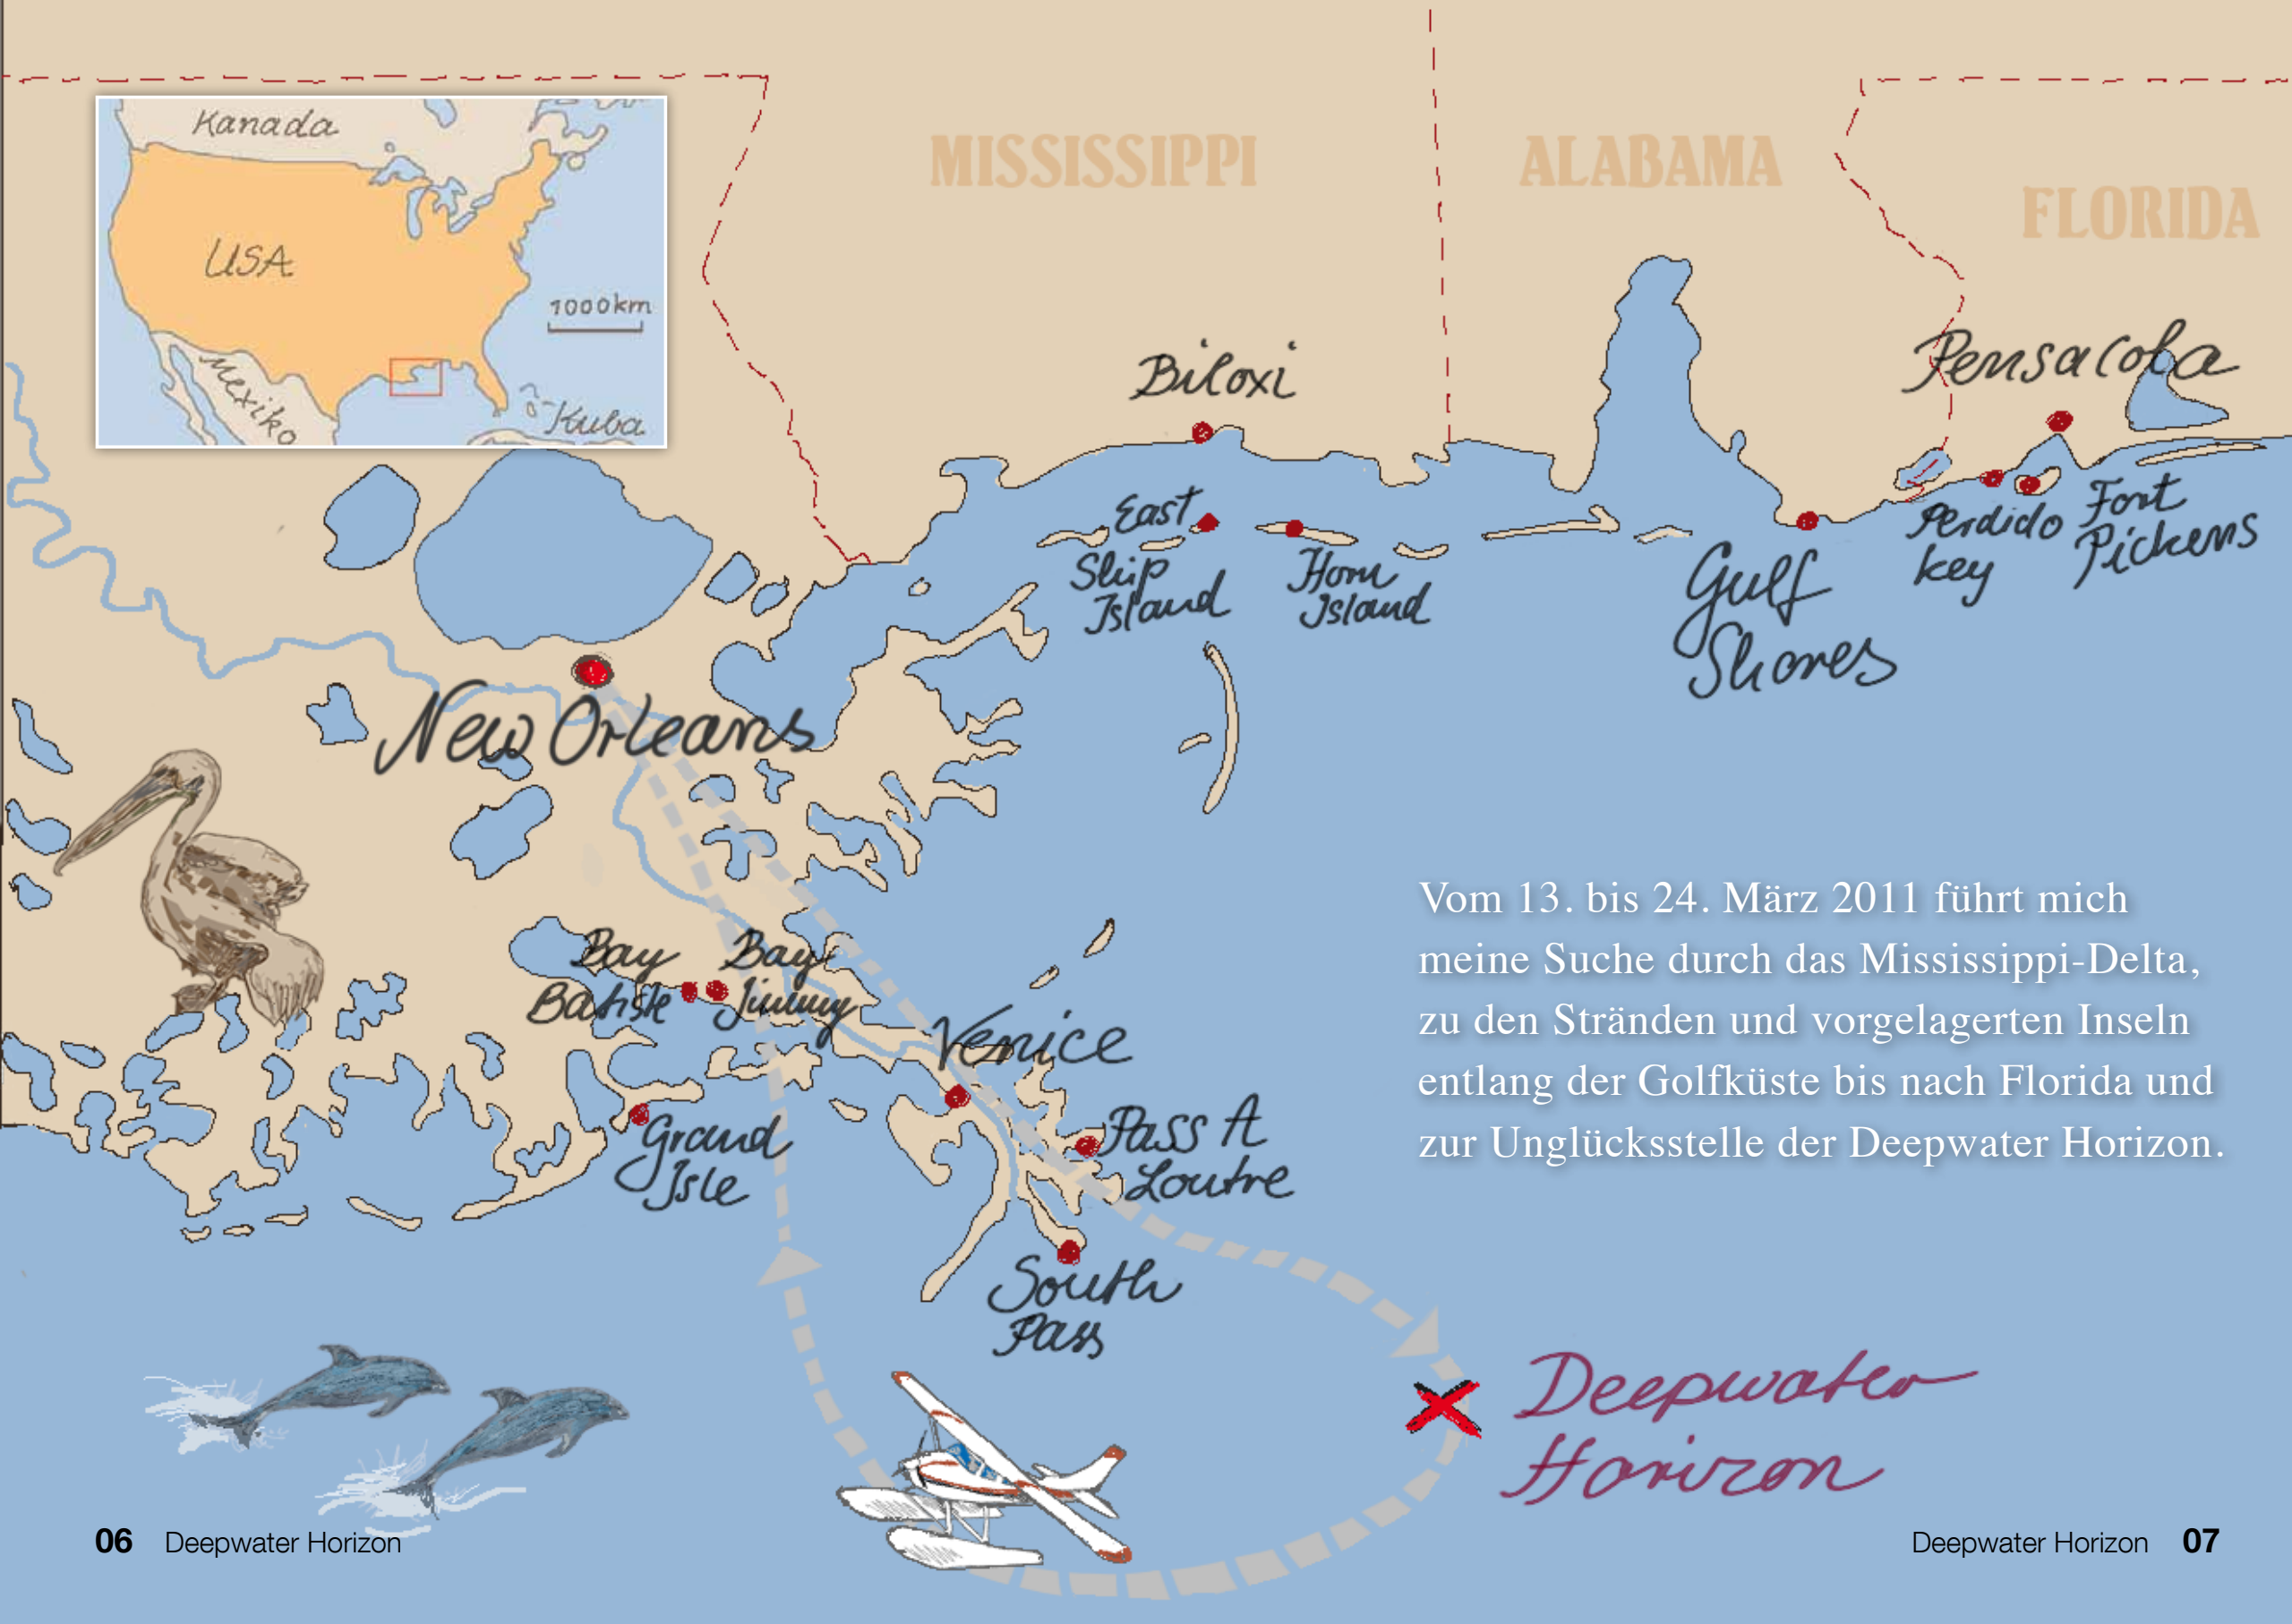 Kanada
USA
1000km
Mexiko
Kuba
MISSISSIPPI
ALABAMA
FLORIDA
Biloxi
Pensacola
East
Ship
Island
Horn
Island
Gulf
Shores
Perdido
key
Fort
Pickens
New Orleans
Bay
Batiste
Bay
Jimmy
Venice
Grand
Isle
Pass A
Loutre
South
Pass
Vom 13. bis 24. März 2011 führt mich
meine Suche durch das Mississippi-Delta,
zu den Stränden und vorgelagerten Inseln
entlang der Golfküste bis nach Florida und
zur Unglücksstelle der Deepwater Horizon.
Deepwater
Horizon
06 Deepwater Horizon
Deepwater Horizon 07